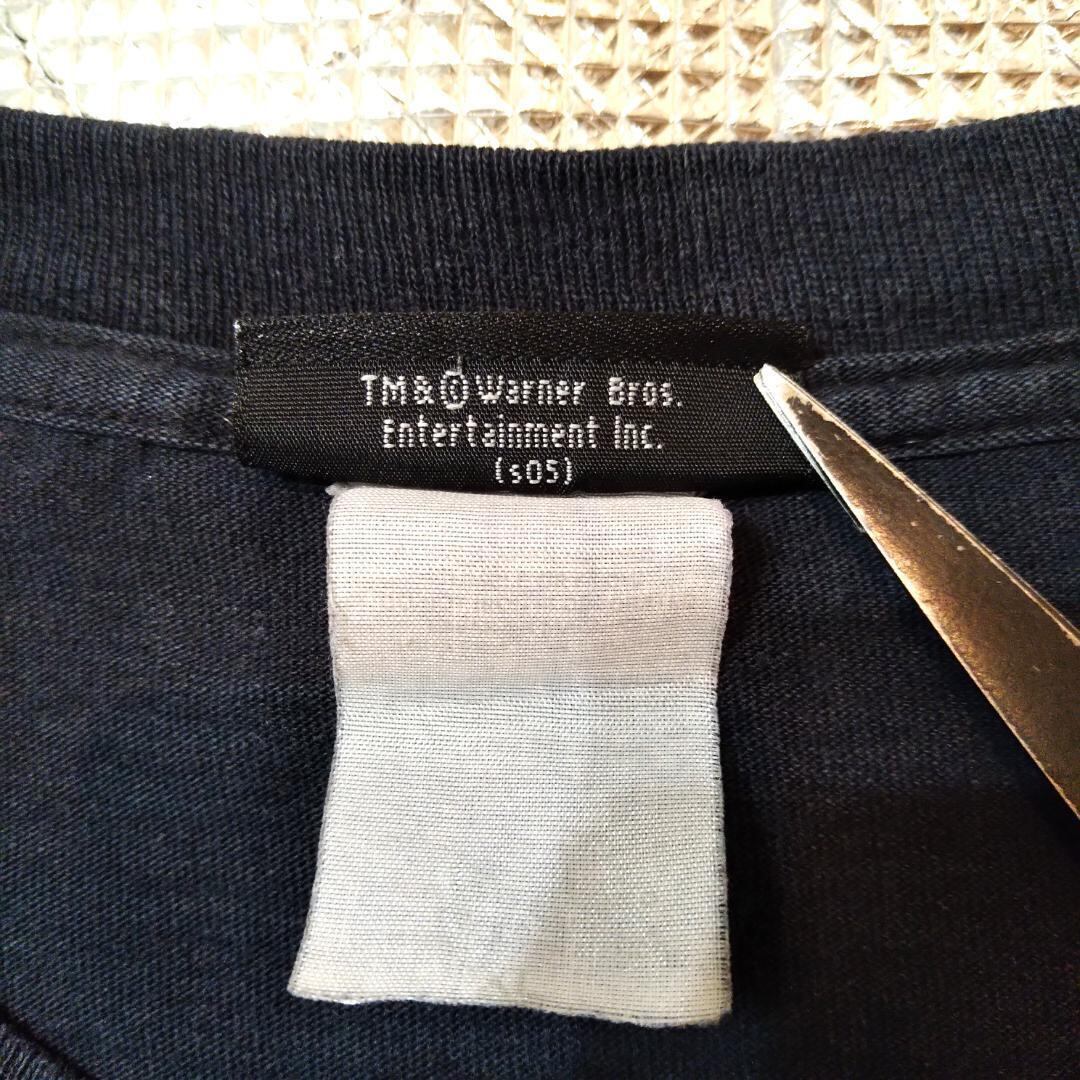 TM & © Warner Bros.
Entertainment Inc.
(s05)